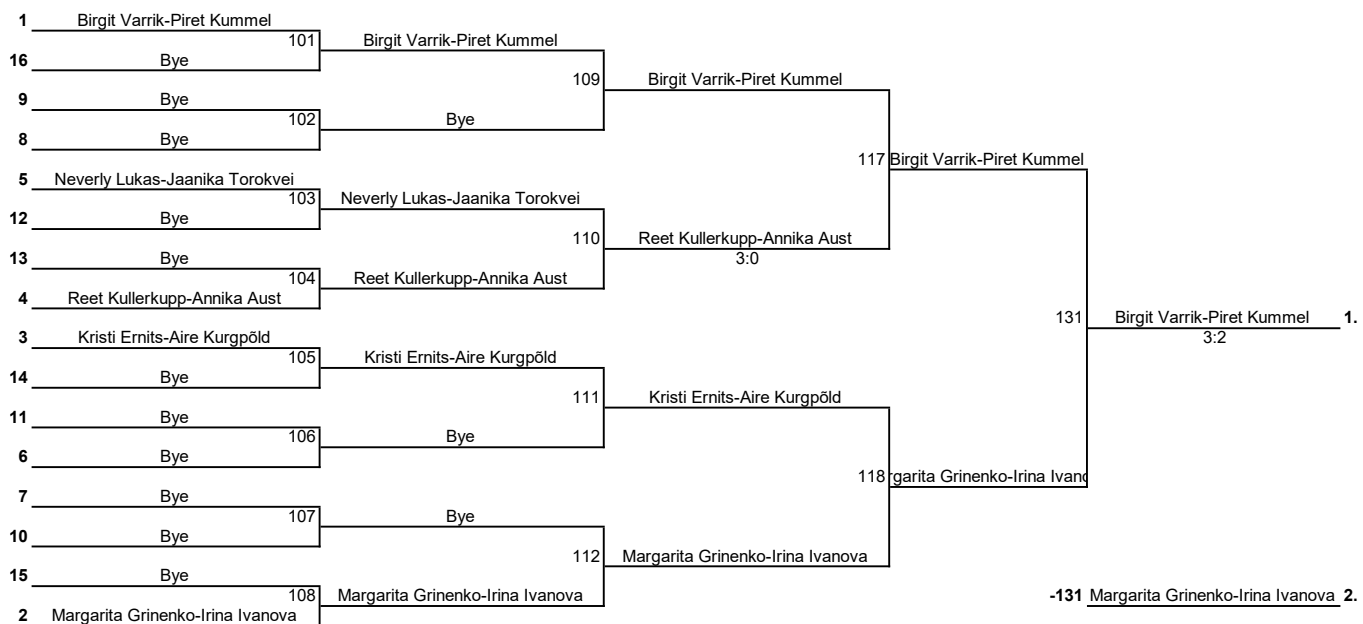 1 Birgit Varrik-Piret Kummel
101 Birgit Varrik-Piret Kummel
16 Bye
109 Birgit Varrik-Piret Kummel
9 Bye
102 Bye
8 Bye
117 Birgit Varrik-Piret Kummel
5 Neverly Lukas-Jaanika Torokvei
103 Neverly Lukas-Jaanika Torokvei
12 Bye
110 Reet Kullerkupp-Annika Aust
3:0
13 Bye
104 Reet Kullerkupp-Annika Aust
4 Reet Kullerkupp-Annika Aust
131 Birgit Varrik-Piret Kummel 1.
3:2
3 Kristi Ernits-Aire Kurgpõld
105 Kristi Ernits-Aire Kurgpõld
14 Bye
111 Kristi Ernits-Aire Kurgpõld
11 Bye
106 Bye
6 Bye
118 rgarita Grinenko-Irina Ivano
7 Bye
107 Bye
10 Bye
112 Margarita Grinenko-Irina Ivanova
15 Bye
108 Margarita Grinenko-Irina Ivanova
-131 Margarita Grinenko-Irina Ivanova 2.
2 Margarita Grinenko-Irina Ivanova